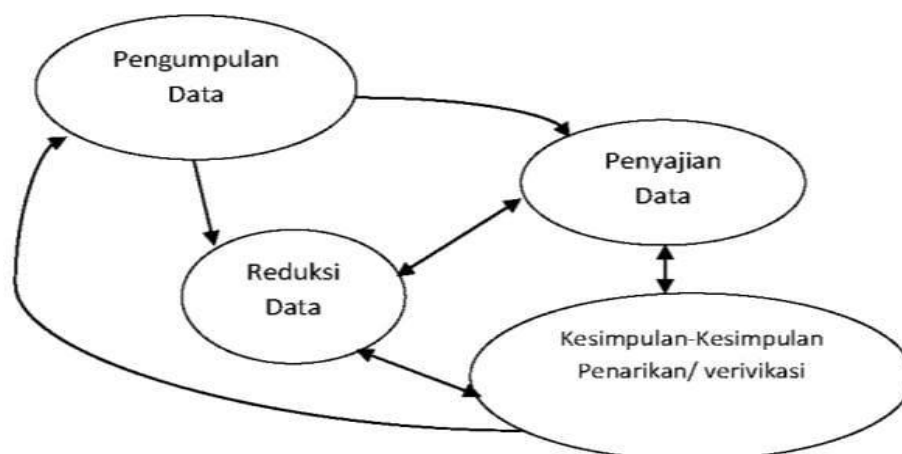 Pengumpulan
Data
Penyajian
Data
Reduksi
Data
Kesimpulan-Kesimpulan
Penarikan/ verivikasi